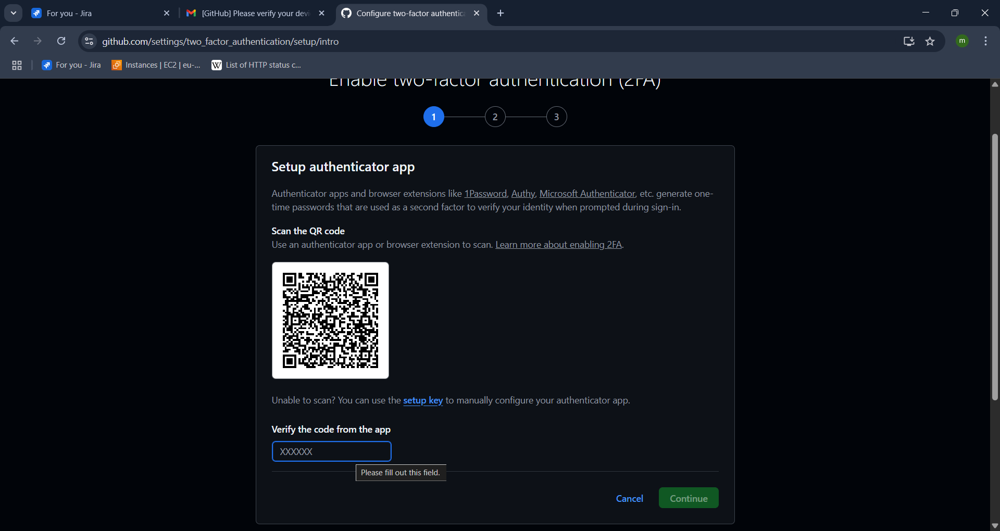 For you - Jira
[GitHub] Please verify your devi
Configure two-factor authentic
github.com/settings/two_factor_authentication/setup/intro
m
For you - Jira
Instances | EC2 | eu-...
W
List of HTTP status c...
Enable two-factor authentication (2FA)
1
2
3
Setup authenticator app
Authenticator apps and browser extensions like 1Password, Authy, Microsoft Authenticator, etc. generate one-
time passwords that are used as a second factor to verify your identity when prompted during sign-in.
Scan the QR code
Use an authenticator app or browser extension to scan. Learn more about enabling 2FA.
Unable to scan? You can use the setup key to manually configure your authenticator app.
Verify the code from the app
XXXXXX
Please fill out this field.
Cancel
Continue